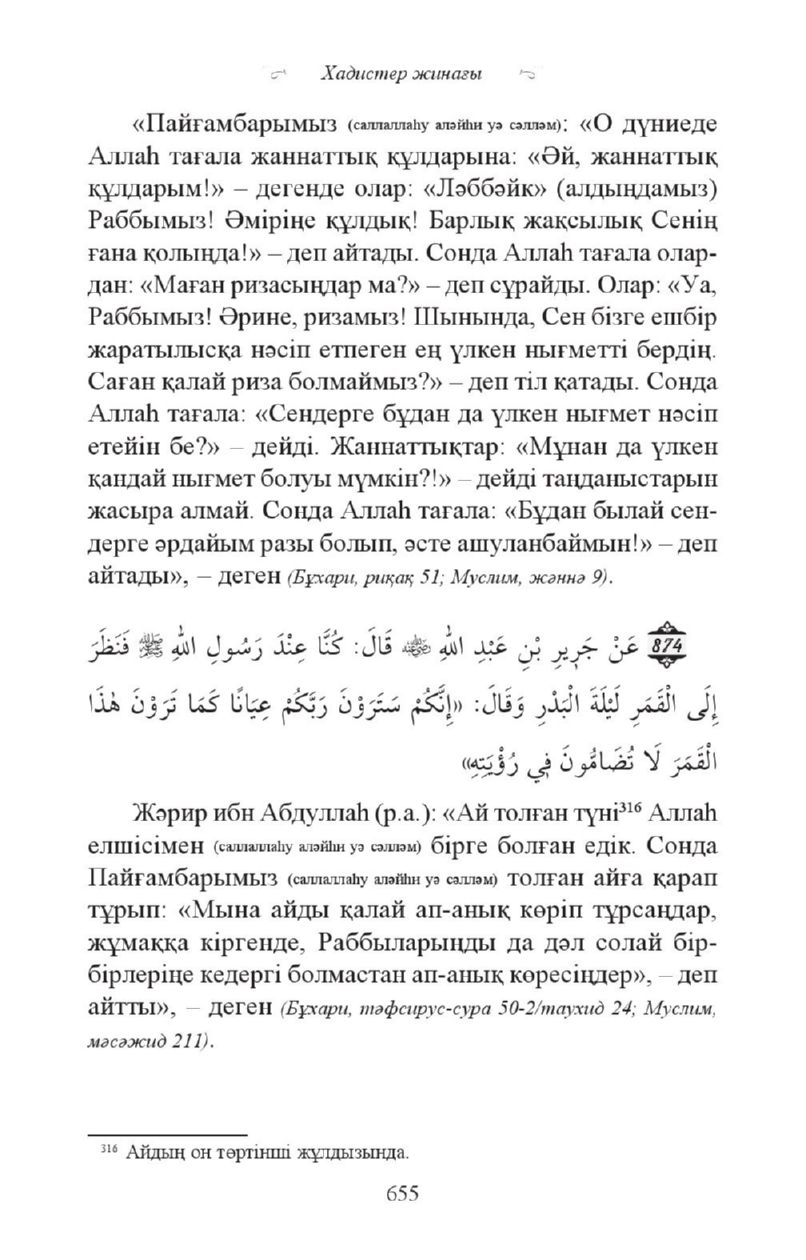 Хадистер жинағы
«Пайғамбарымыз (саллаллаһу аләйһи уә сәлләм): «О дүниеде
Аллаһ тағала жаннаттық құлдарына: «Әй, жаннаттық
құлдарым!» – дегенде олар: «Ләббәйк» (алдыңдамыз)
Раббымыз! Әміріңе құлдық! Барлық жақсылық Сенің
ғана қолыңда!» – деп айтады. Сонда Аллаһ тағала олар-
дан: «Маған ризасыңдар ма?» – деп сұрайды. Олар: «Уа,
Раббымыз! Әрине, ризамыз! Шынында, Сен бізге ешбір
жаратылысқа нәсіп етпеген ең үлкен нығметті бердің.
Саған қалай риза болмаймыз?» – деп тіл қатады. Сонда
Аллаһ тағала: «Сендерге бұдан да үлкен нығмет нәсіп
етейін бе?» – дейді. Жаннаттықтар: «Мұнан да үлкен
қандай нығмет болуы мүмкін?!» – дейді таңданыстарын
жасыра алмай. Сонда Аллаһ тағала: «Бұдан былай сен-
дерге әрдайым разы болып, әсте ашуланбаймын!» – деп
айтады», – деген (Бұхари, риқақ 51; Муслим, жәннә 9).
874 عَنْ جَرِيرِ بْنِ عَبْدِ اللهِ ﷺ قَالَ: كُنَّا عِنْدَ رَسُولِ اللهِ ﷺ فَنَظَرَ
إِلَى الْقَمَرِ لَيْلَةَ الْبَدْرِ وَقَالَ: «إِنَّكُمْ سَتَرَوْنَ رَبَّكُمْ عِيَانًا كَمَا تَرَوْنَ هٰذَا
الْقَمَرَ لَا تُضَامُّونَ فِي رُؤْيَتِهِ»
Жәрир ибн Абдуллаһ (р.а.): «Ай толған түні³¹⁶ Аллаһ
елшісімен (саллаллаһу аләйһи уә сәлләм) бірге болған едік. Сонда
Пайғамбарымыз (саллаллаһу аләйһи уә сәлләм) толған айға қарап
тұрып: «Мына айды қалай ап-анық көріп тұрсаңдар,
жұмаққа кіргенде, Раббыларыңды да дәл солай бір-
бірлеріңе кедергі болмастан ап-анық көресіңдер», – деп
айтты», – деген (Бұхари, тәфсирус-сура 50-2/таухид 24; Муслим,
мәсәжид 211).
³¹⁶ Айдың он төртінші жұлдызында.
655